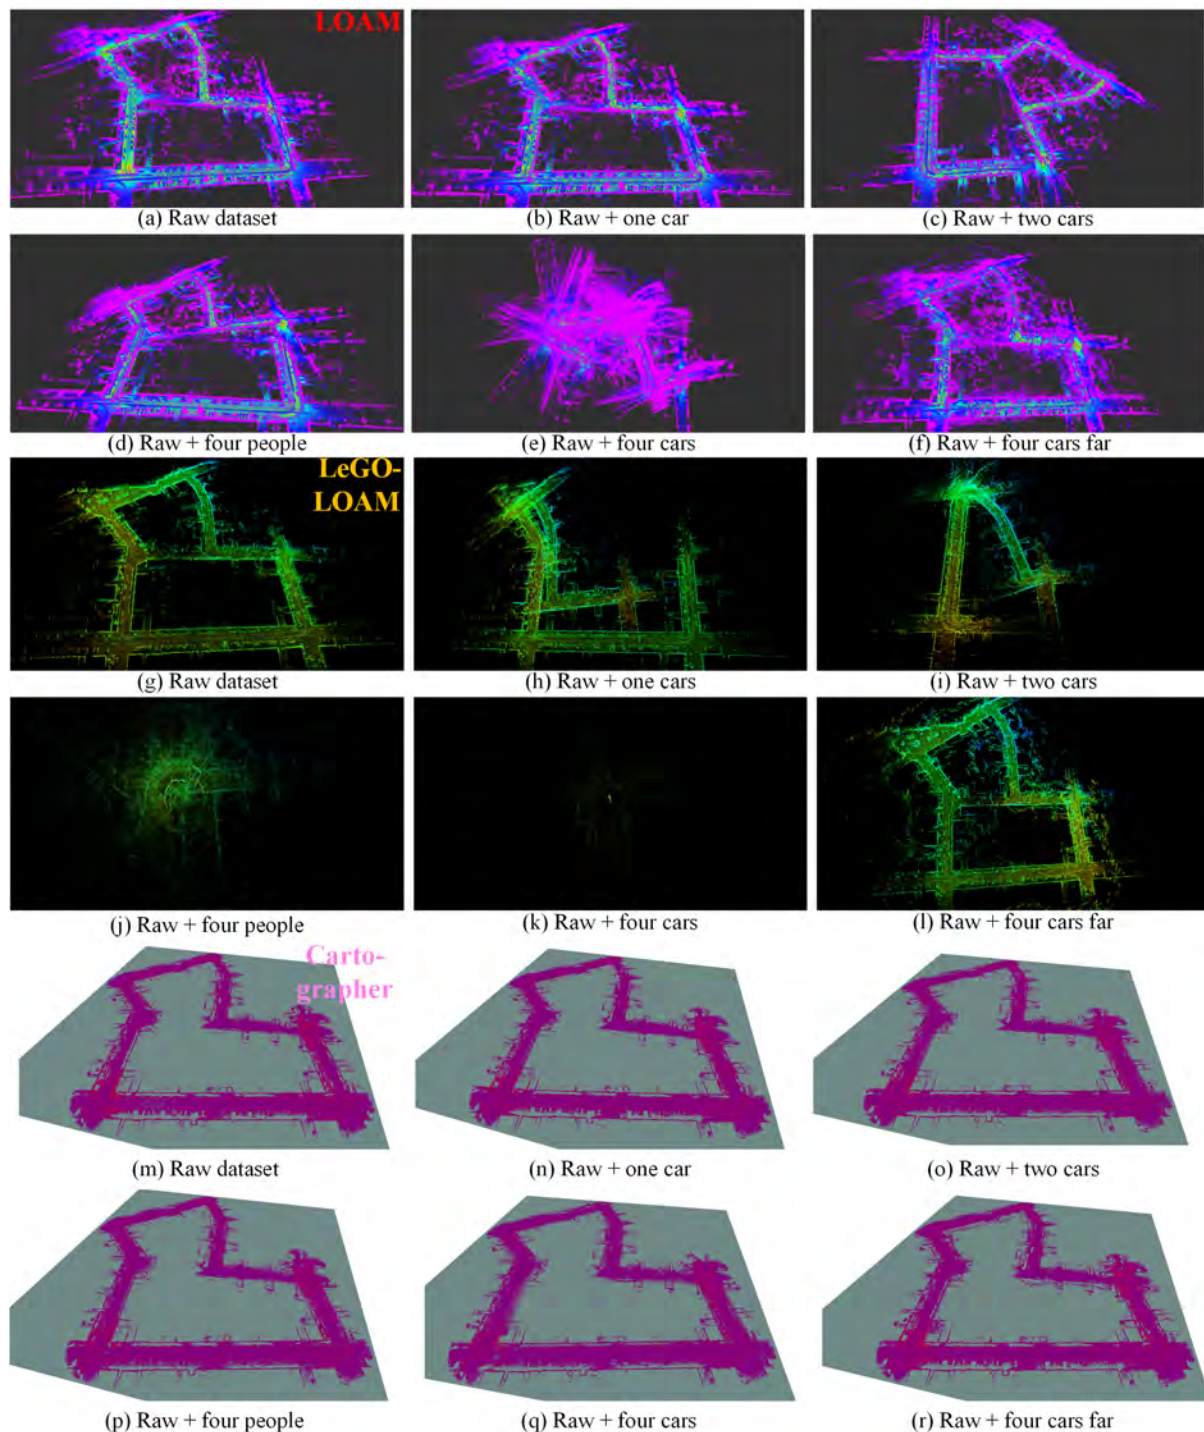 LOAM
(a) Raw dataset
(b) Raw + one car
(c) Raw + two cars
(d) Raw + four people
(e) Raw + four cars
(f) Raw + four cars far
LeGO-
LOAM
(g) Raw dataset
(h) Raw + one cars
(i) Raw + two cars
(j) Raw + four people
(k) Raw + four cars
(l) Raw + four cars far
Carto-
grapher
(m) Raw dataset
(n) Raw + one car
(o) Raw + two cars
(p) Raw + four people
(q) Raw + four cars
(r) Raw + four cars far